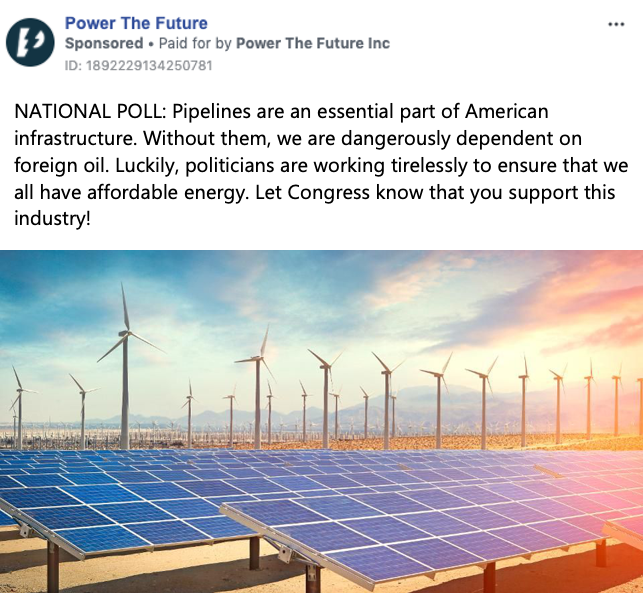 Power The Future
Sponsored • Paid for by Power The Future Inc
ID: 1892229134250781
NATIONAL POLL: Pipelines are an essential part of American
infrastructure. Without them, we are dangerously dependent on
foreign oil. Luckily, politicians are working tirelessly to ensure that we
all have affordable energy. Let Congress know that you support this
industry!